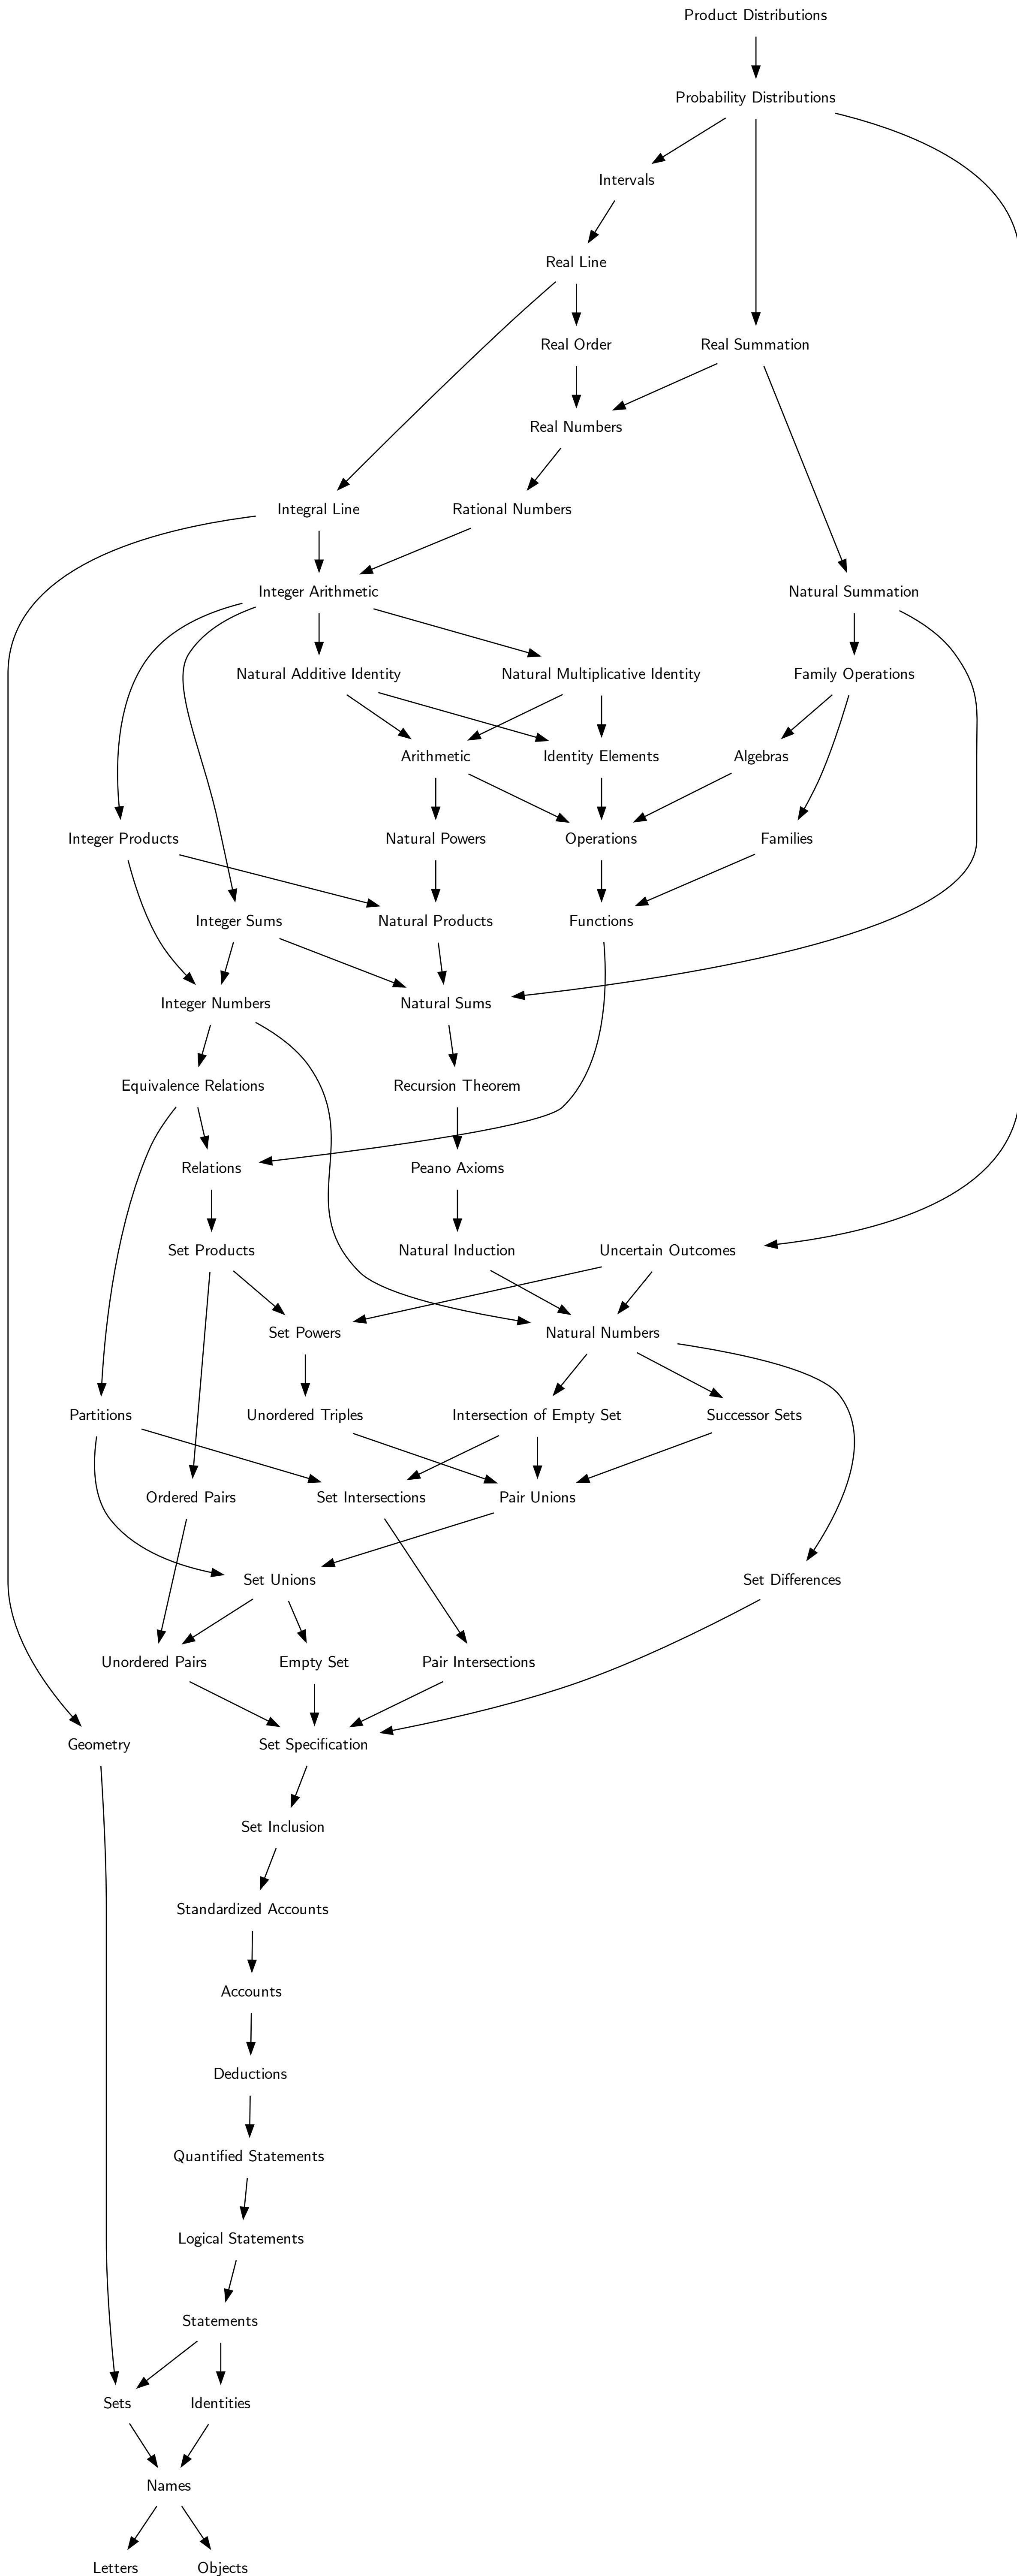 Product Distributions
Probability Distributions
Intervals
Real Line
Real Order
Real Summation
Real Numbers
Integral Line
Rational Numbers
Integer Arithmetic
Natural Summation
Natural Additive Identity
Natural Multiplicative Identity
Family Operations
Arithmetic
Identity Elements
Algebras
Integer Products
Natural Powers
Operations
Families
Integer Sums
Natural Products
Functions
Integer Numbers
Natural Sums
Equivalence Relations
Recursion Theorem
Relations
Peano Axioms
Set Products
Natural Induction
Uncertain Outcomes
Set Powers
Natural Numbers
Partitions
Unordered Triples
Intersection of Empty Set
Successor Sets
Ordered Pairs
Set Intersections
Pair Unions
Set Unions
Set Differences
Unordered Pairs
Empty Set
Pair Intersections
Geometry
Set Specification
Set Inclusion
Standardized Accounts
Accounts
Deductions
Quantified Statements
Logical Statements
Statements
Sets
Identities
Names
Letters
Objects